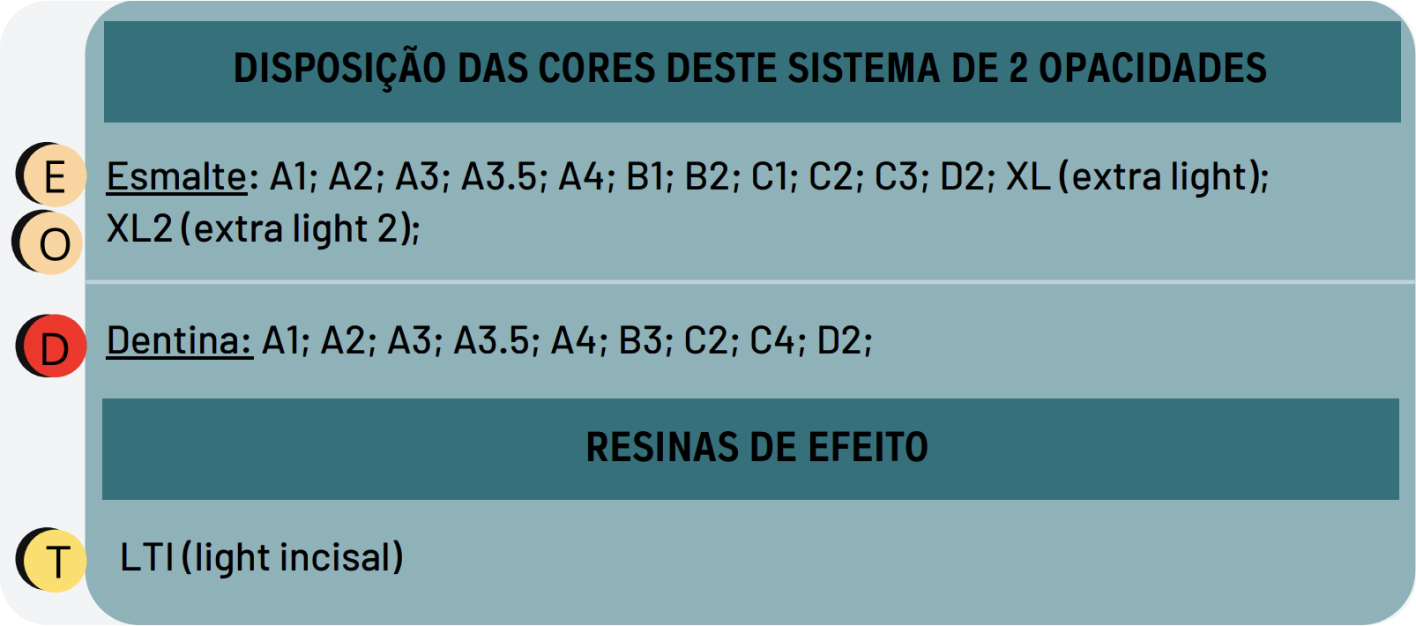 DISPOSIÇÃO DAS CORES DESTE SISTEMA DE 2 OPACIDADES
E
Esmalte: A1; A2; A3; A3.5; A4; B1; B2; C1; C2; C3; D2; XL (extra light);
O
XL2 (extra light 2);
D
Dentina: A1; A2; A3; A3.5; A4; B3; C2; C4; D2;
RESINAS DE EFEITO
T
LTI (light incisal)